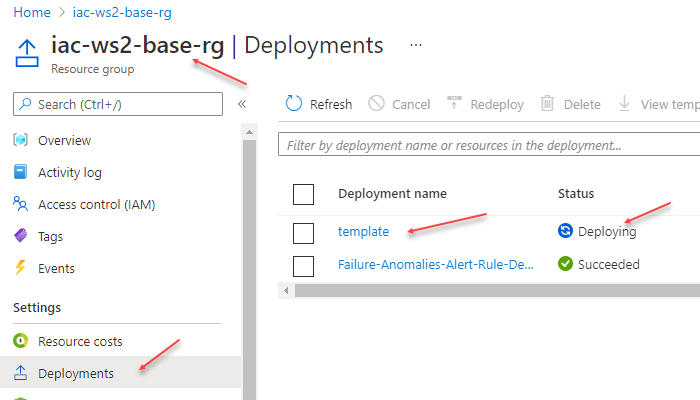 Home > iac-ws2-base-rg
iac-ws2-base-rg | Deployments ...
Resource group
Search (Ctrl+/) «
Overview
Activity log
Access control (IAM)
Tags
Events
Settings
Resource costs
Deployments
Refresh Cancel Redeploy Delete View temp
Filter by deployment name or resources in the deployment...
Deployment name Status
template Deploying
Failure-Anomalies-Alert-Rule-De... Succeeded